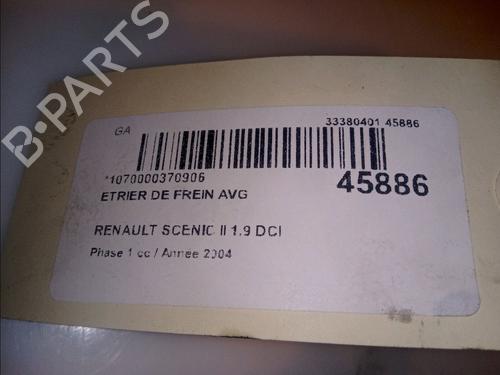 B-PARTS
GA
33380401 45886
*1070000370906
45886
ETRIER DE FREIN AVG
RENAULT SCENIC II 1.9 DCI
Phase 1 cc / Année 2004